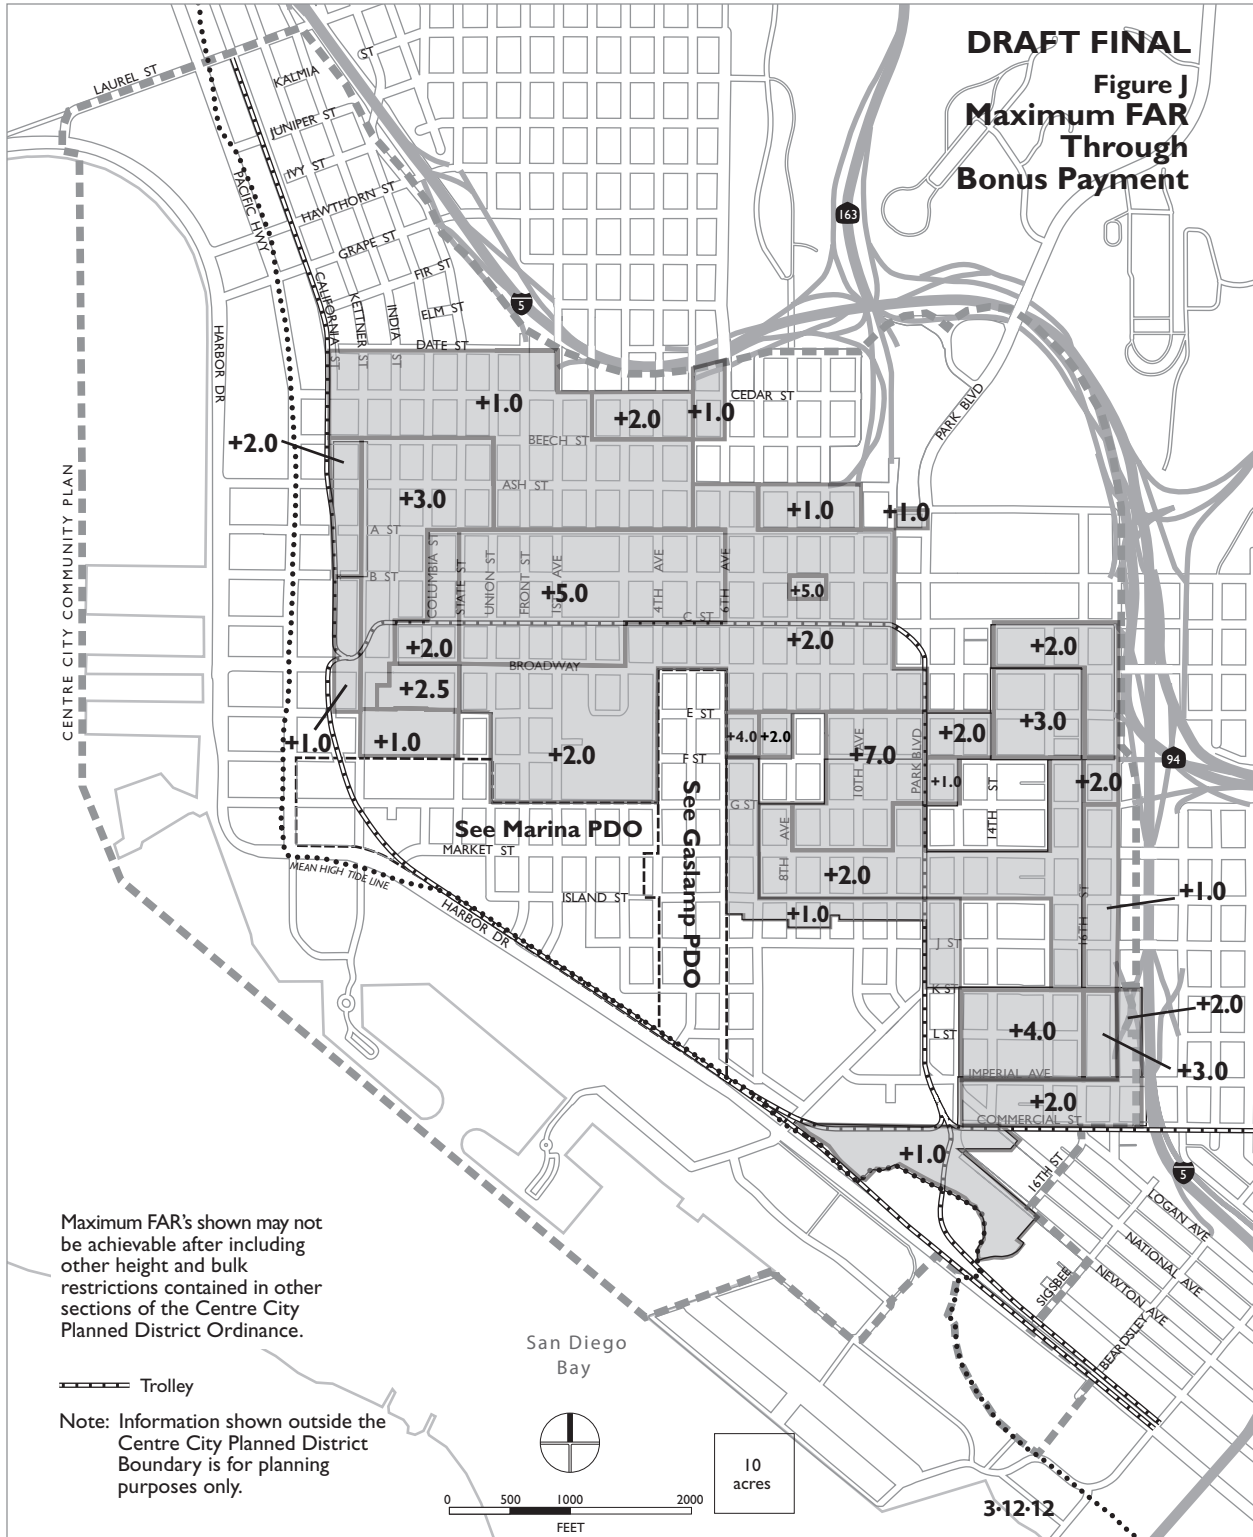 DRAFT FINAL
Figure J
Maximum FAR
Through
Bonus Payment
LAUREL ST
KALMIA
ST
JUNIPER ST
IVY ST
HAWTHORN ST
GRAPE ST
FIR ST
ELM ST
DATE ST
PACIFIC HWY
CALIFORNIA ST
KETTNER ST
INDIA ST
HARBOR DR
163
5
CEDAR ST
PARK BLVD
CENTRE CITY COMMUNITY PLAN
+1.0
+2.0
+1.0
BEECH ST
+2.0
+3.0
ASH ST
+1.0
+1.0
A ST
B ST
COLUMBIA ST
STATE ST
UNION ST
FRONT ST
1ST AVE
4TH AVE
6TH AVE
+5.0
+5.0
C ST
+2.0
+2.0
+2.0
BROADWAY
+2.5
E ST
+3.0
+1.0
+1.0
+2.0
F ST
+4.0
+2.0
10TH AVE
+7.0
PARK BLVD
+2.0
94
+1.0
14TH ST
+2.0
G ST
See Marina PDO
MARKET ST
See Gaslamp PDO
8TH AVE
+2.0
MEAN HIGH TIDE LINE
ISLAND ST
+1.0
16TH ST
+1.0
HARBOR DR
J ST
K ST
+2.0
L ST
+4.0
+3.0
IMPERIAL AVE
+2.0
COMMERCIAL ST
+1.0
16TH ST
5
LOGAN AVE
NATIONAL AVE
NEWTON AVE
SIGSBEE
BEARDSLEY
Maximum FAR's shown may not
be achievable after including
other height and bulk
restrictions contained in other
sections of the Centre City
Planned District Ordinance.
San Diego
Bay
Trolley
Note: Information shown outside the
Centre City Planned District
Boundary is for planning
purposes only.
10
acres
0 500 1000 2000
FEET
3·12·12